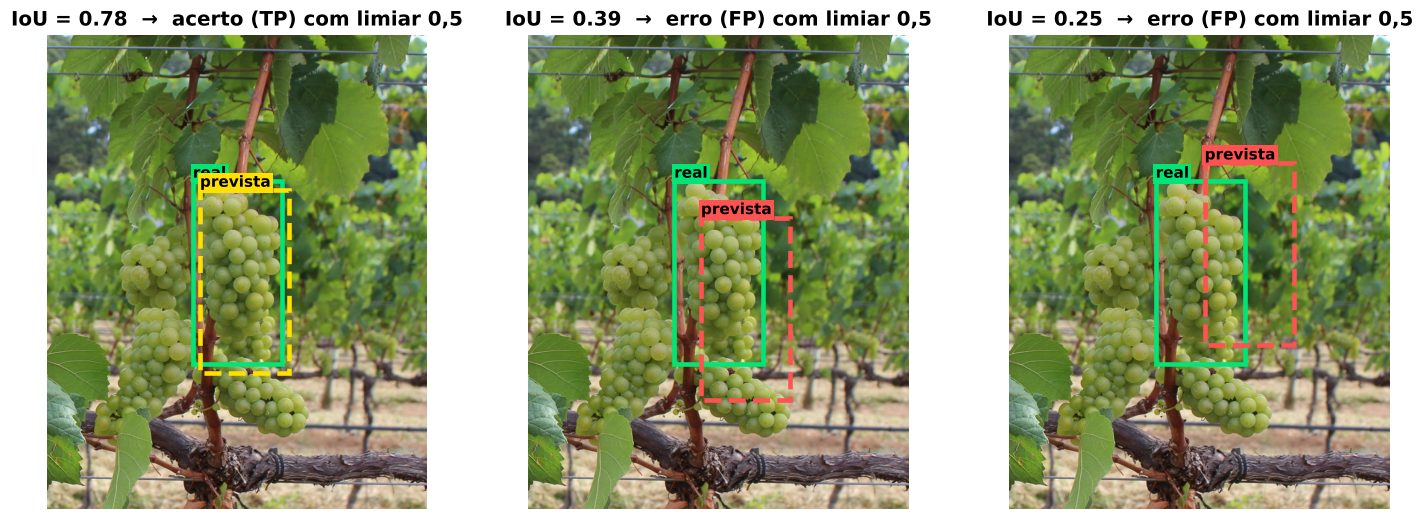 IoU = 0.78 → acerto (TP) com limiar 0,5
real
prevista
IoU = 0.39 → erro (FP) com limiar 0,5
real
prevista
IoU = 0.25 → erro (FP) com limiar 0,5
prevista
real